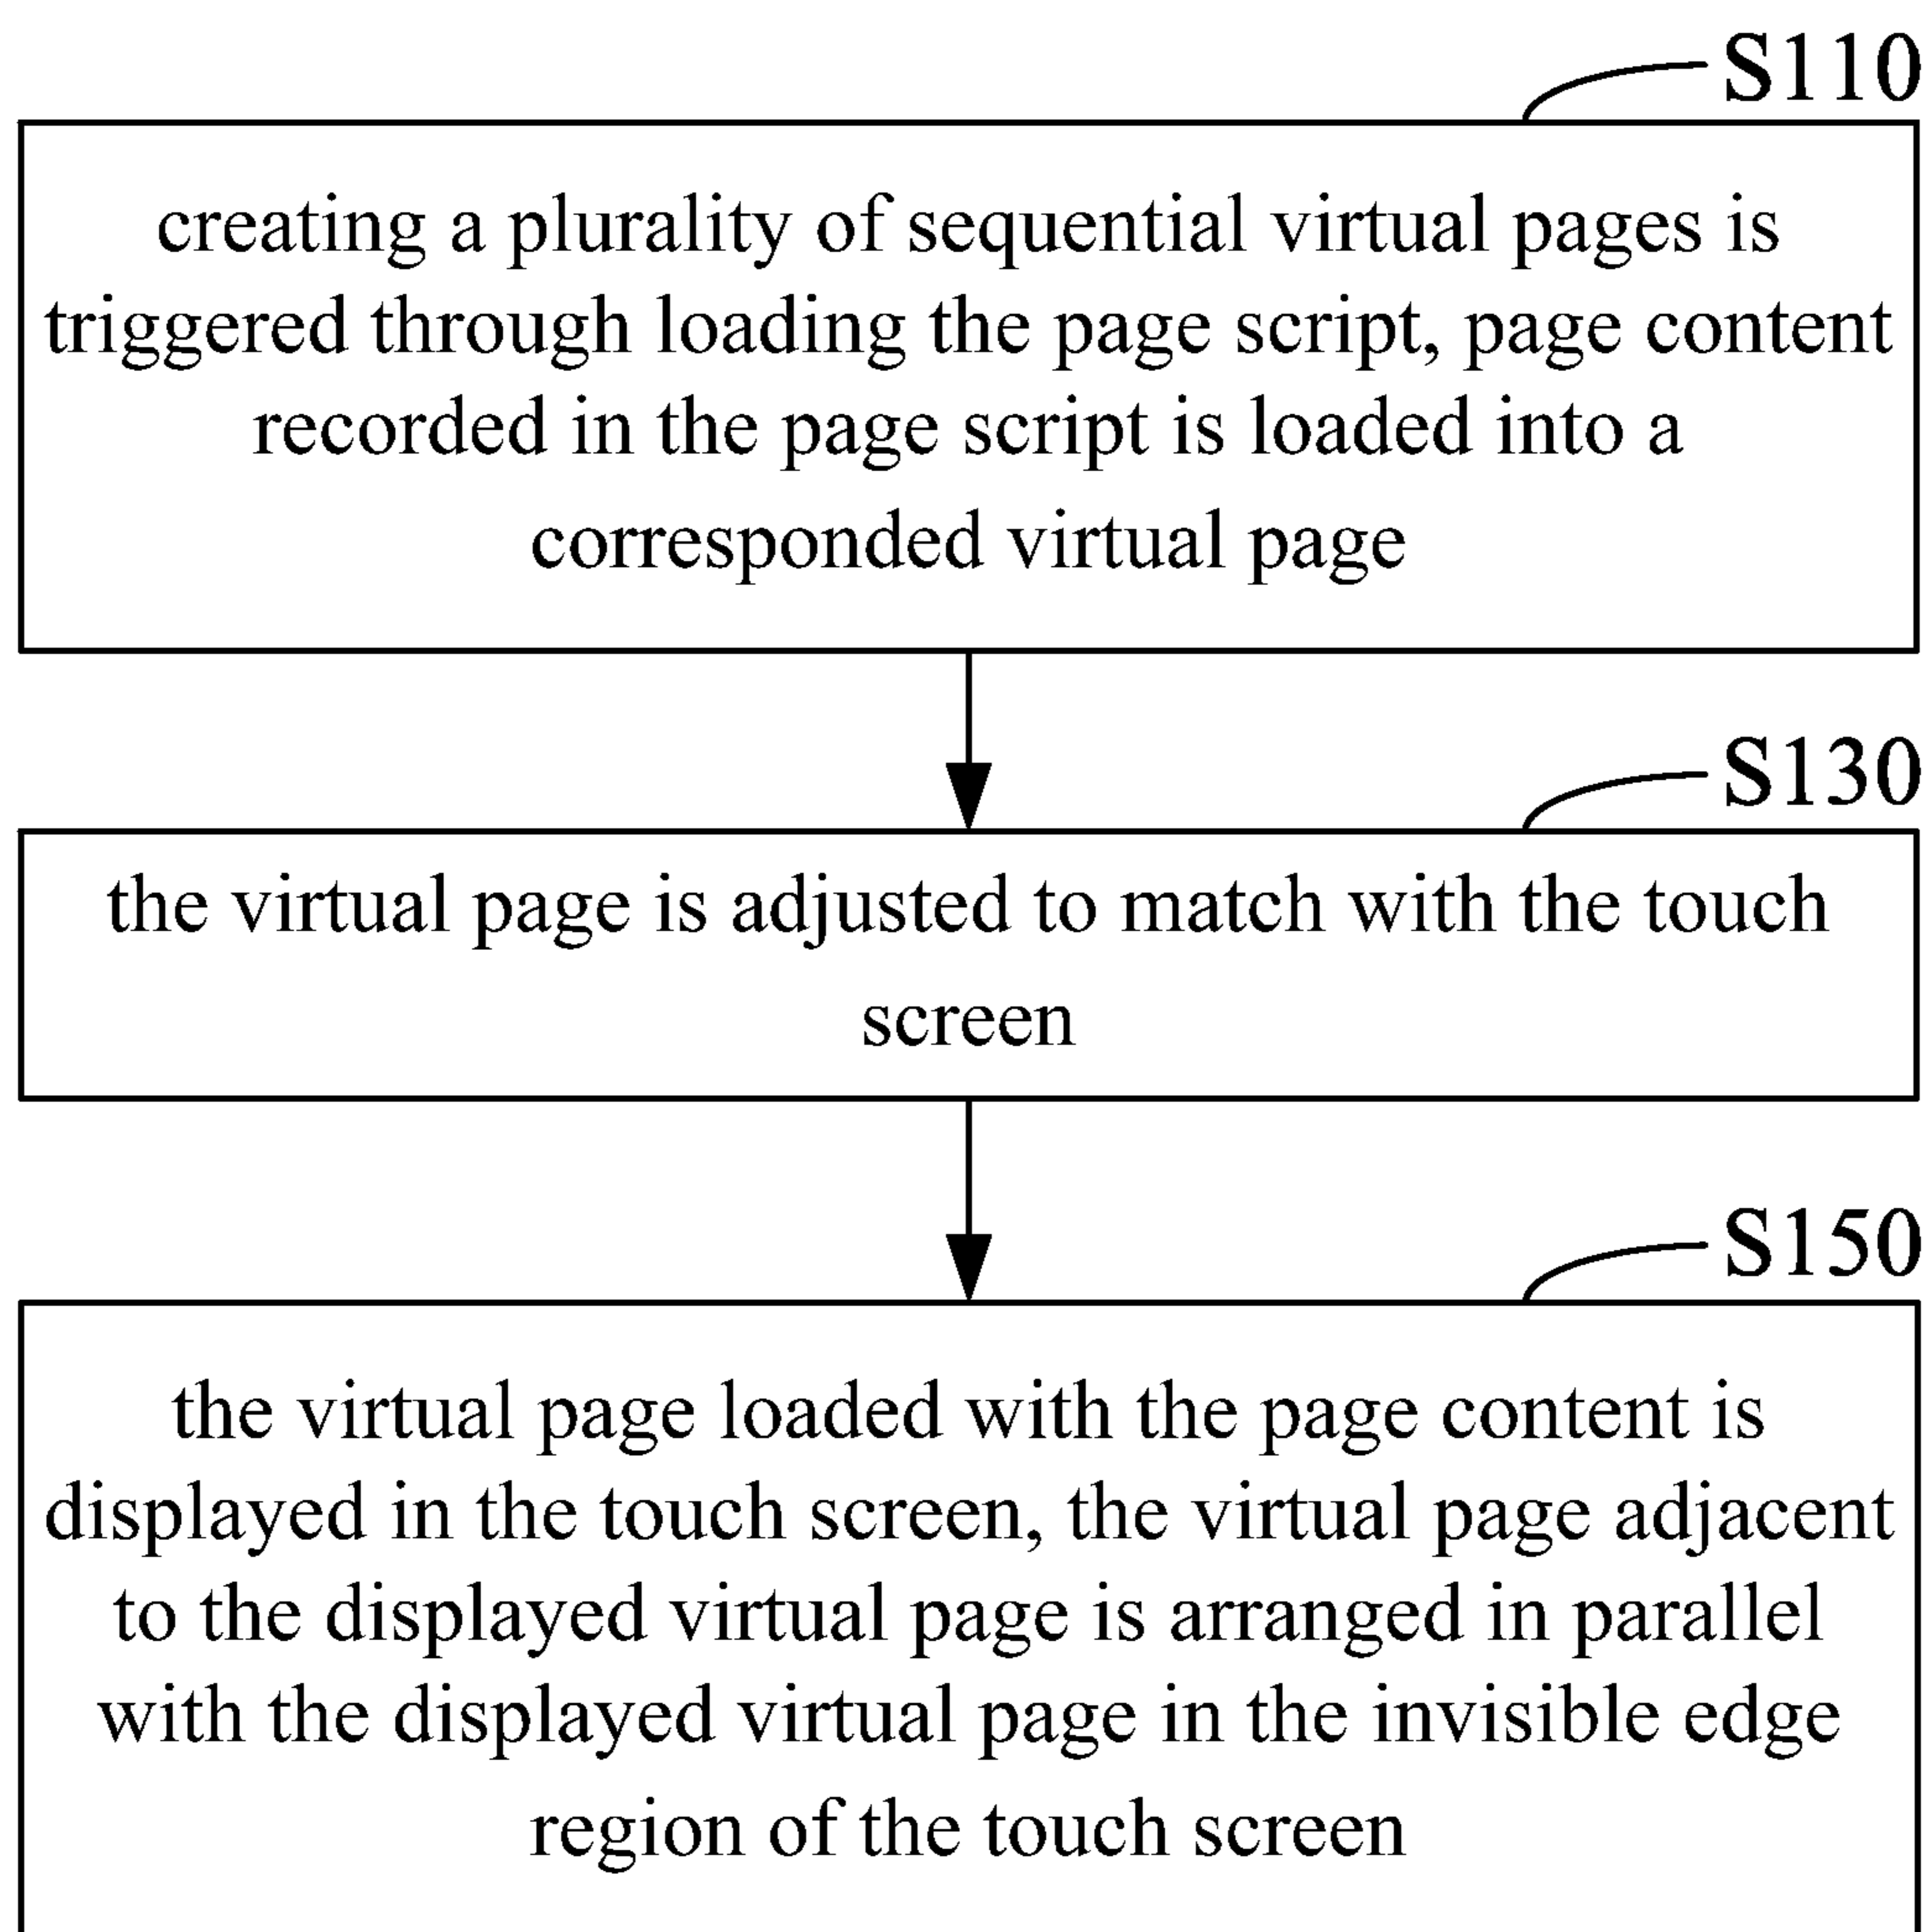 S110
creating a plurality of sequential virtual pages is
triggered through loading the page script, page content
recorded in the page script is loaded into a
corresponded virtual page
S130
the virtual page is adjusted to match with the touch
screen
S150
the virtual page loaded with the page content is
displayed in the touch screen, the virtual page adjacent
to the displayed virtual page is arranged in parallel
with the displayed virtual page in the invisible edge
region of the touch screen